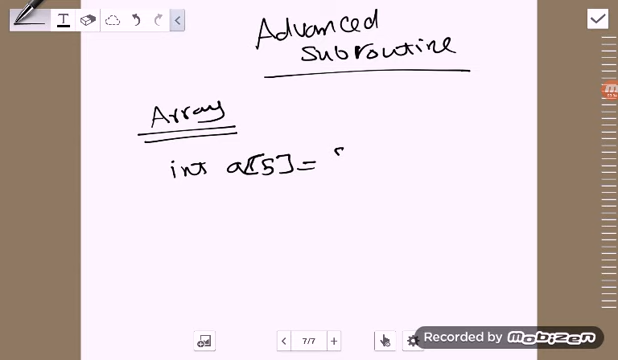 Advanced
Subroutine
Array
int a[5] =
T
7/7
Recorded by MOBIZEN